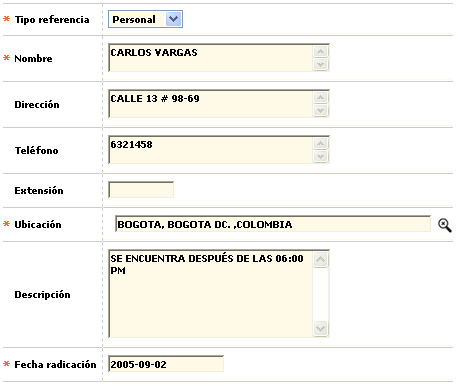 * Tipo referencia Personal
* Nombre CARLOS VARGAS
Dirección CALLE 13 # 98-69
Teléfono 6321458
Extensión
* Ubicación BOGOTA, BOGOTA DC. ,COLOMBIA
Descripción SE ENCUENTRA DESPUÉS DE LAS 06:00
PM
* Fecha radicación 2005-09-02